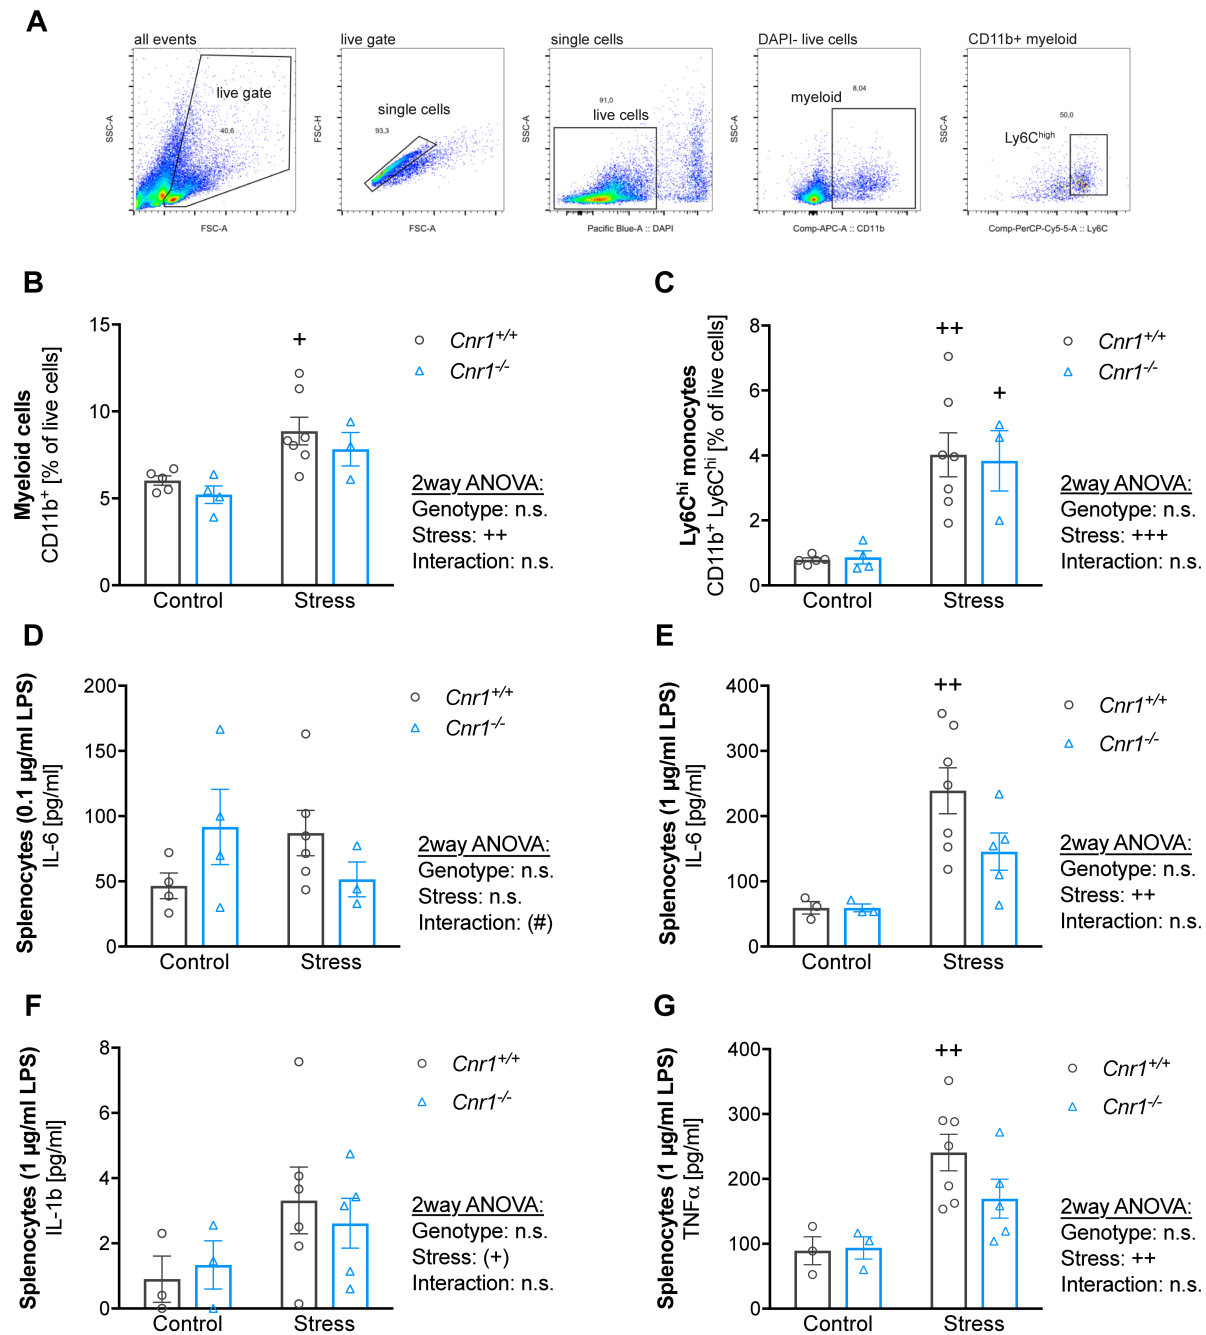 A
all events
live gate
40,6
SSC-A
FSC-A
live gate
single cells
93,3
FSC-H
FSC-A
single cells
91,0
live cells
SSC-A
Pacific Blue-A :: DAPI
DAPI- live cells
8,04
myeloid
SSC-A
Comp-APC-A :: CD11b
CD11b+ myeloid
50,0
Ly6Chigh
SSC-A
Comp-PerCP-Cy5-5-A :: Ly6C
B
Myeloid cells
CD11b+ [% of live cells]
15
10
5
0
+
Control
Stress
Cnr1+/+
Cnr1-/-
2way ANOVA:
Genotype: n.s.
Stress: ++
Interaction: n.s.
C
Ly6Chi monocytes
CD11b+ Ly6Chi [% of live cells]
8
6
4
2
0
++
+
Control
Stress
Cnr1+/+
Cnr1-/-
2way ANOVA:
Genotype: n.s.
Stress: +++
Interaction: n.s.
D
Splenocytes (0.1 µg/ml LPS)
IL-6 [pg/ml]
200
150
100
50
0
Control
Stress
Cnr1+/+
Cnr1-/-
2way ANOVA:
Genotype: n.s.
Stress: n.s.
Interaction: (#)
E
Splenocytes (1 µg/ml LPS)
IL-6 [pg/ml]
400
300
200
100
0
++
Control
Stress
Cnr1+/+
Cnr1-/-
2way ANOVA:
Genotype: n.s.
Stress: ++
Interaction: n.s.
F
Splenocytes (1 µg/ml LPS)
IL-1b [pg/ml]
8
6
4
2
0
Control
Stress
Cnr1+/+
Cnr1-/-
2way ANOVA:
Genotype: n.s.
Stress: (+)
Interaction: n.s.
G
Splenocytes (1 µg/ml LPS)
TNFα [pg/ml]
400
300
200
100
0
++
Control
Stress
Cnr1+/+
Cnr1-/-
2way ANOVA:
Genotype: n.s.
Stress: ++
Interaction: n.s.